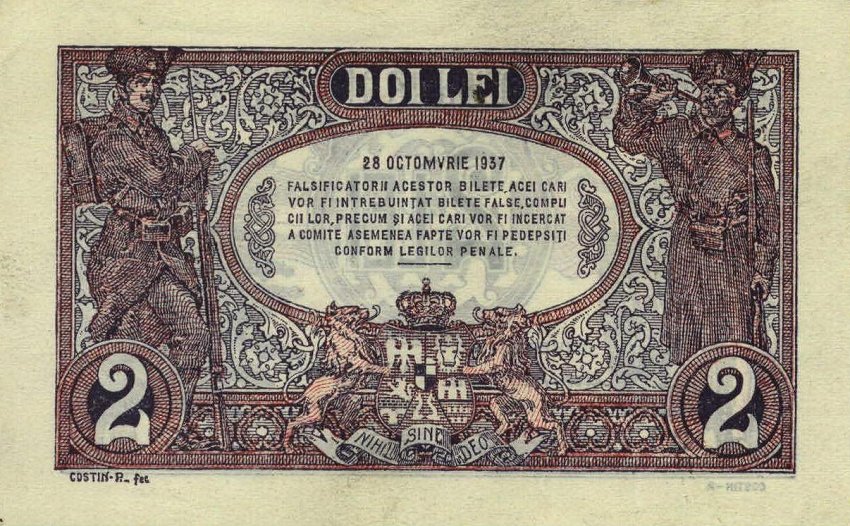 DOI LEI
28 OCTOMVRIE 1937
FALSIFICATORII ACESTOR BILETE, ACEI CARI
VOR FI INTREBUINȚAT BILETE FALSE, COMPLI
CII LOR, PRECUM ȘI ACEI CARI VOR FI INCERCAT
A COMITE ASEMENEA FAPTE VOR FI PEDEPSIȚI
CONFORM LEGILOR PENALE.
2 2
NIHIL SINE DEO
COSTIN-P. fec